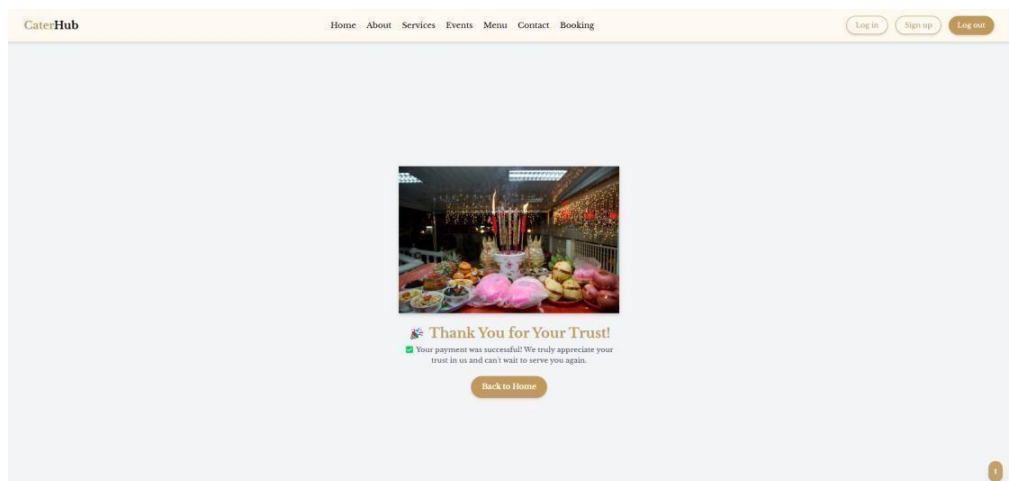 CaterHub
Home About Services Events Menu Contact Booking
Log in Sign up Log out
🎉 Thank You for Your Trust!
✅ Your payment was successful! We truly appreciate your
trust in us and can't wait to serve you again.
Back to Home
↑